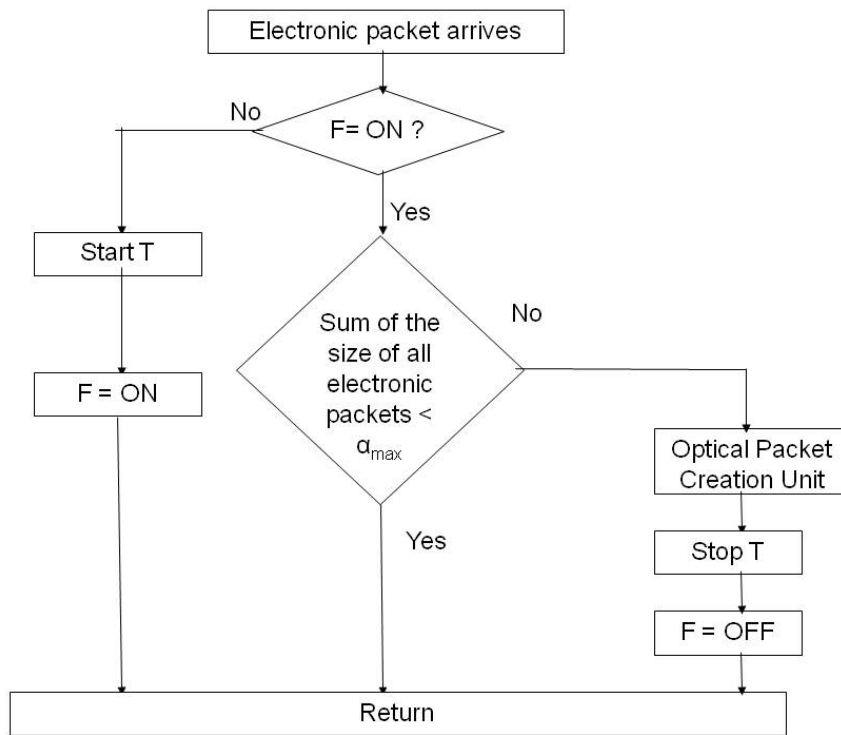 Electronic packet arrives
No
F= ON ?
Yes
Start T
Sum of the
size of all
electronic
packets <
αmax
No
F = ON
Optical Packet
Creation Unit
Yes
Stop T
F = OFF
Return